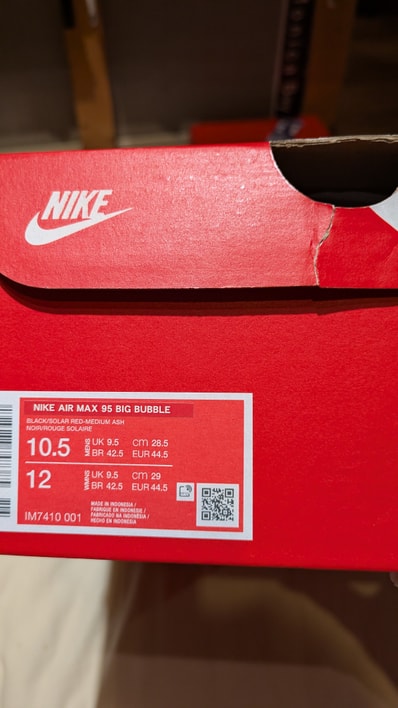 NIKE
NIKE AIR MAX 95 BIG BUBBLE
BLACK/SOLAR RED-MEDIUM ASH
NOIR/ROUGE SOLAIRE
10.5 MENS UK 9.5 CM 28.5
BR 42.5 EUR 44.5
12 WMNS UK 9.5 CM 29
BR 42.5 EUR 44.5
MADE IN INDONESIA /
FABRIQUÉ EN INDONÉSIE /
FABRICADO NA INDONÉSIA /
HECHO EN INDONESIA
IM7410 001